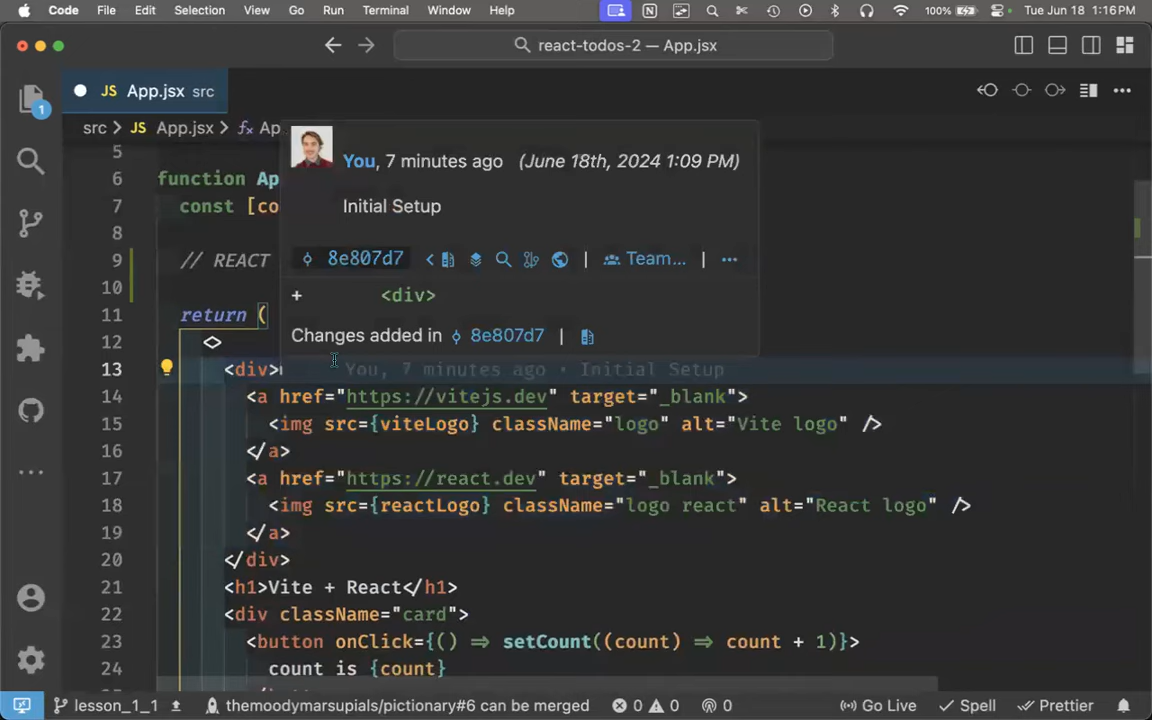 Code File Edit Selection View Go Run Terminal Window Help 100% Tue Jun 18 1:16 PM
react-todos-2 — App.jsx
1
JS App.jsx src
src > JS App.jsx > Ap
5
You, 7 minutes ago (June 18th, 2024 1:09 PM)
6 function Ap
7 const [co
Initial Setup
8
9 // REACT
8e807d7 | Team... | ...
10
+ <div>
11 return (
Changes added in 8e807d7 |
12 <>
13 <div> You, 7 minutes ago • Initial Setup
14 <a href="https://vitejs.dev" target="_blank">
15 <img src={viteLogo} className="logo" alt="Vite logo" />
16 </a>
17 <a href="https://react.dev" target="_blank">
18 <img src={reactLogo} className="logo react" alt="React logo" />
19 </a>
20 </div>
21 <h1>Vite + React</h1>
22 <div className="card">
23 <button onClick={() => setCount((count) => count + 1)}>
24 count is {count}
lesson_1_1 themoodymarsupials/pictionary#6 can be merged 0 0 0 Go Live Spell Prettier